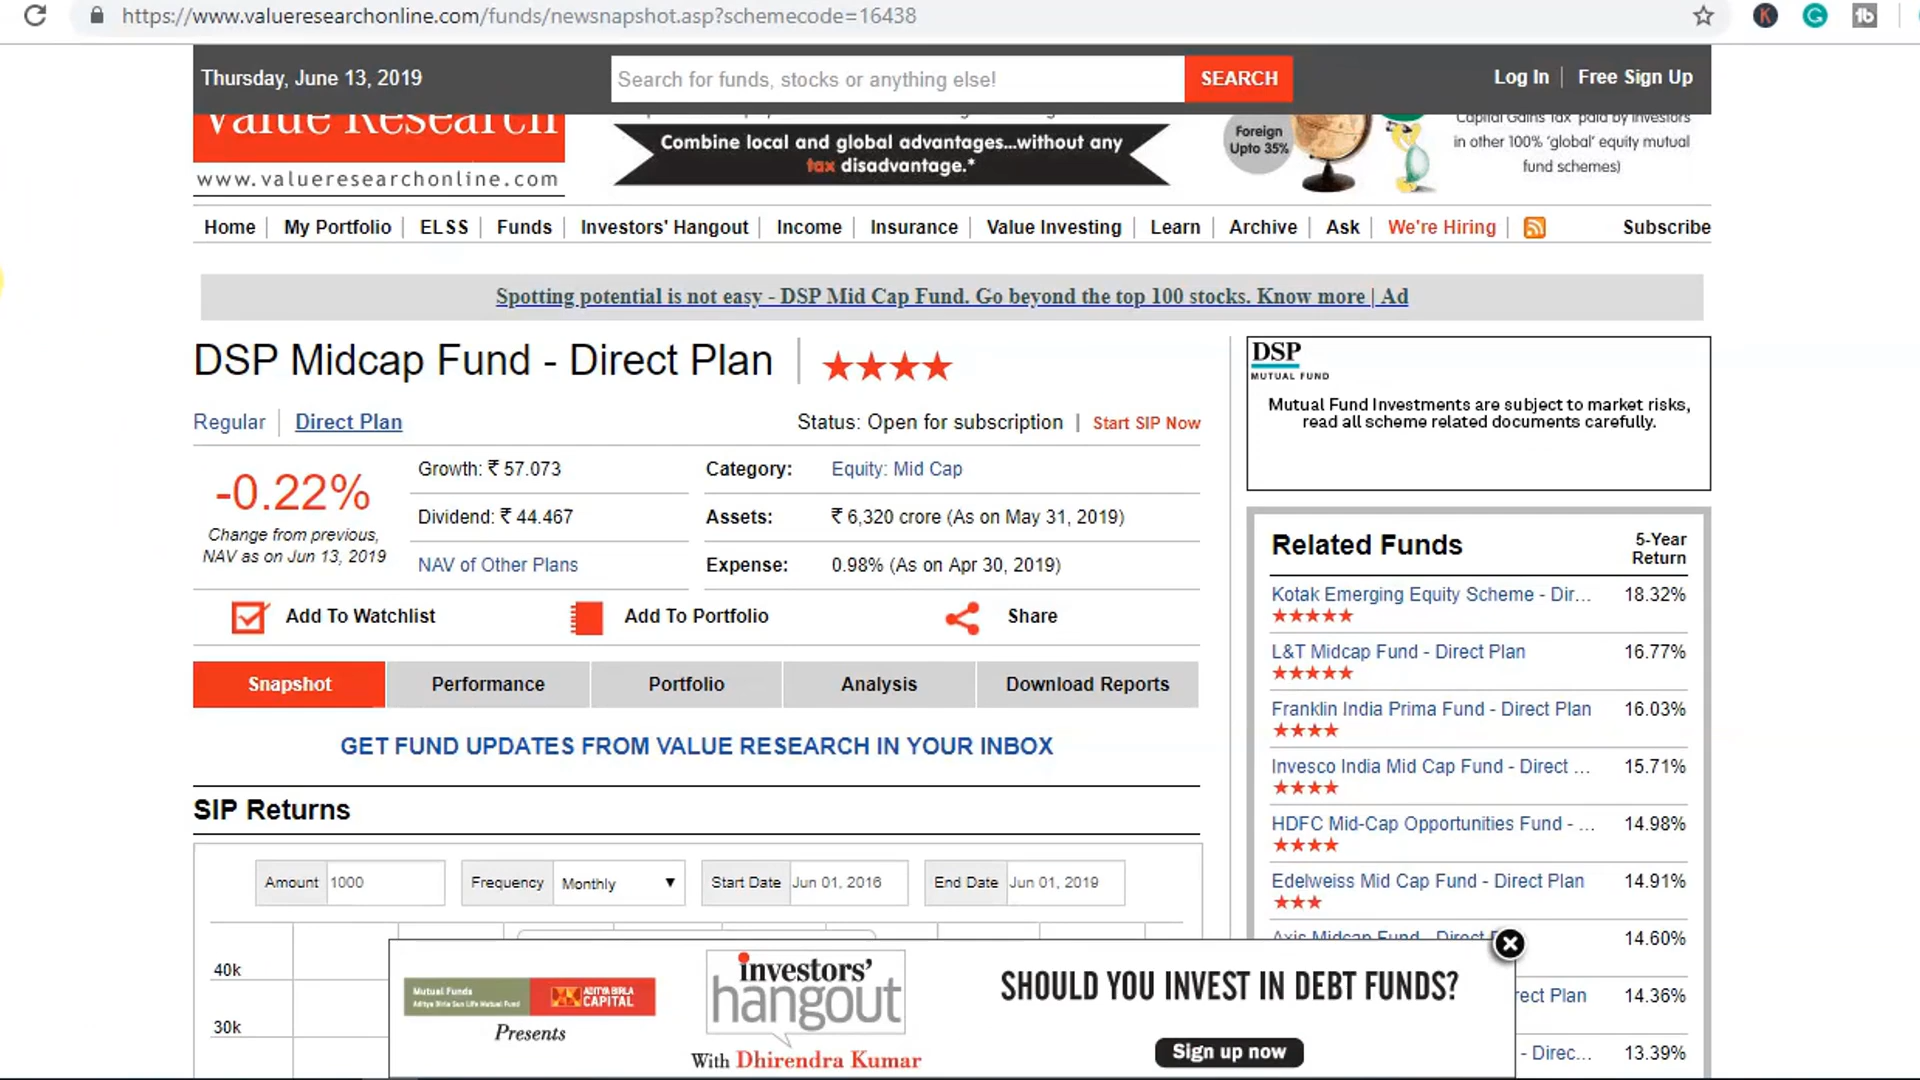 https://www.valueresearchonline.com/funds/newsnapshot.asp?schemecode=16438
Thursday, June 13, 2019
Search for funds, stocks or anything else!
SEARCH
Log In
Free Sign Up
Value Research
www.valueresearchonline.com
Combine local and global advantages...without any
tax disadvantage.*
Foreign
Upto 35%
Capital Gains Tax paid by investors
in other 100% 'global' equity mutual
fund schemes)
Home
My Portfolio
ELSS
Funds
Investors' Hangout
Income
Insurance
Value Investing
Learn
Archive
Ask
We're Hiring
Subscribe
Spotting potential is not easy - DSP Mid Cap Fund. Go beyond the top 100 stocks. Know more | Ad
DSP Midcap Fund - Direct Plan
Regular
Direct Plan
Status: Open for subscription | Start SIP Now
-0.22%
Change from previous,
NAV as on Jun 13, 2019
Growth: ₹ 57.073
Dividend: ₹ 44.467
NAV of Other Plans
Category: Equity: Mid Cap
Assets: ₹ 6,320 crore (As on May 31, 2019)
Expense: 0.98% (As on Apr 30, 2019)
Add To Watchlist
Add To Portfolio
Share
Snapshot
Performance
Portfolio
Analysis
Download Reports
GET FUND UPDATES FROM VALUE RESEARCH IN YOUR INBOX
SIP Returns
Amount 1000
Frequency Monthly
Start Date Jun 01, 2016
End Date Jun 01, 2019
40k
30k
DSP
MUTUAL FUND
Mutual Fund Investments are subject to market risks,
read all scheme related documents carefully.
Related Funds
5-Year
Return
Kotak Emerging Equity Scheme - Dir... 18.32%
L&T Midcap Fund - Direct Plan 16.77%
Franklin India Prima Fund - Direct Plan 16.03%
Invesco India Mid Cap Fund - Direct ... 15.71%
HDFC Mid-Cap Opportunities Fund - ... 14.98%
Edelweiss Mid Cap Fund - Direct Plan 14.91%
Axis Midcap Fund - Direct 14.60%
Plan 14.36%
- Direc... 13.39%
Mutual Funds
Aditya Birla Sun Life Mutual Fund
ADITYA BIRLA
CAPITAL
Presents
investors'
hangout
With Dhirendra Kumar
SHOULD YOU INVEST IN DEBT FUNDS?
Sign up now